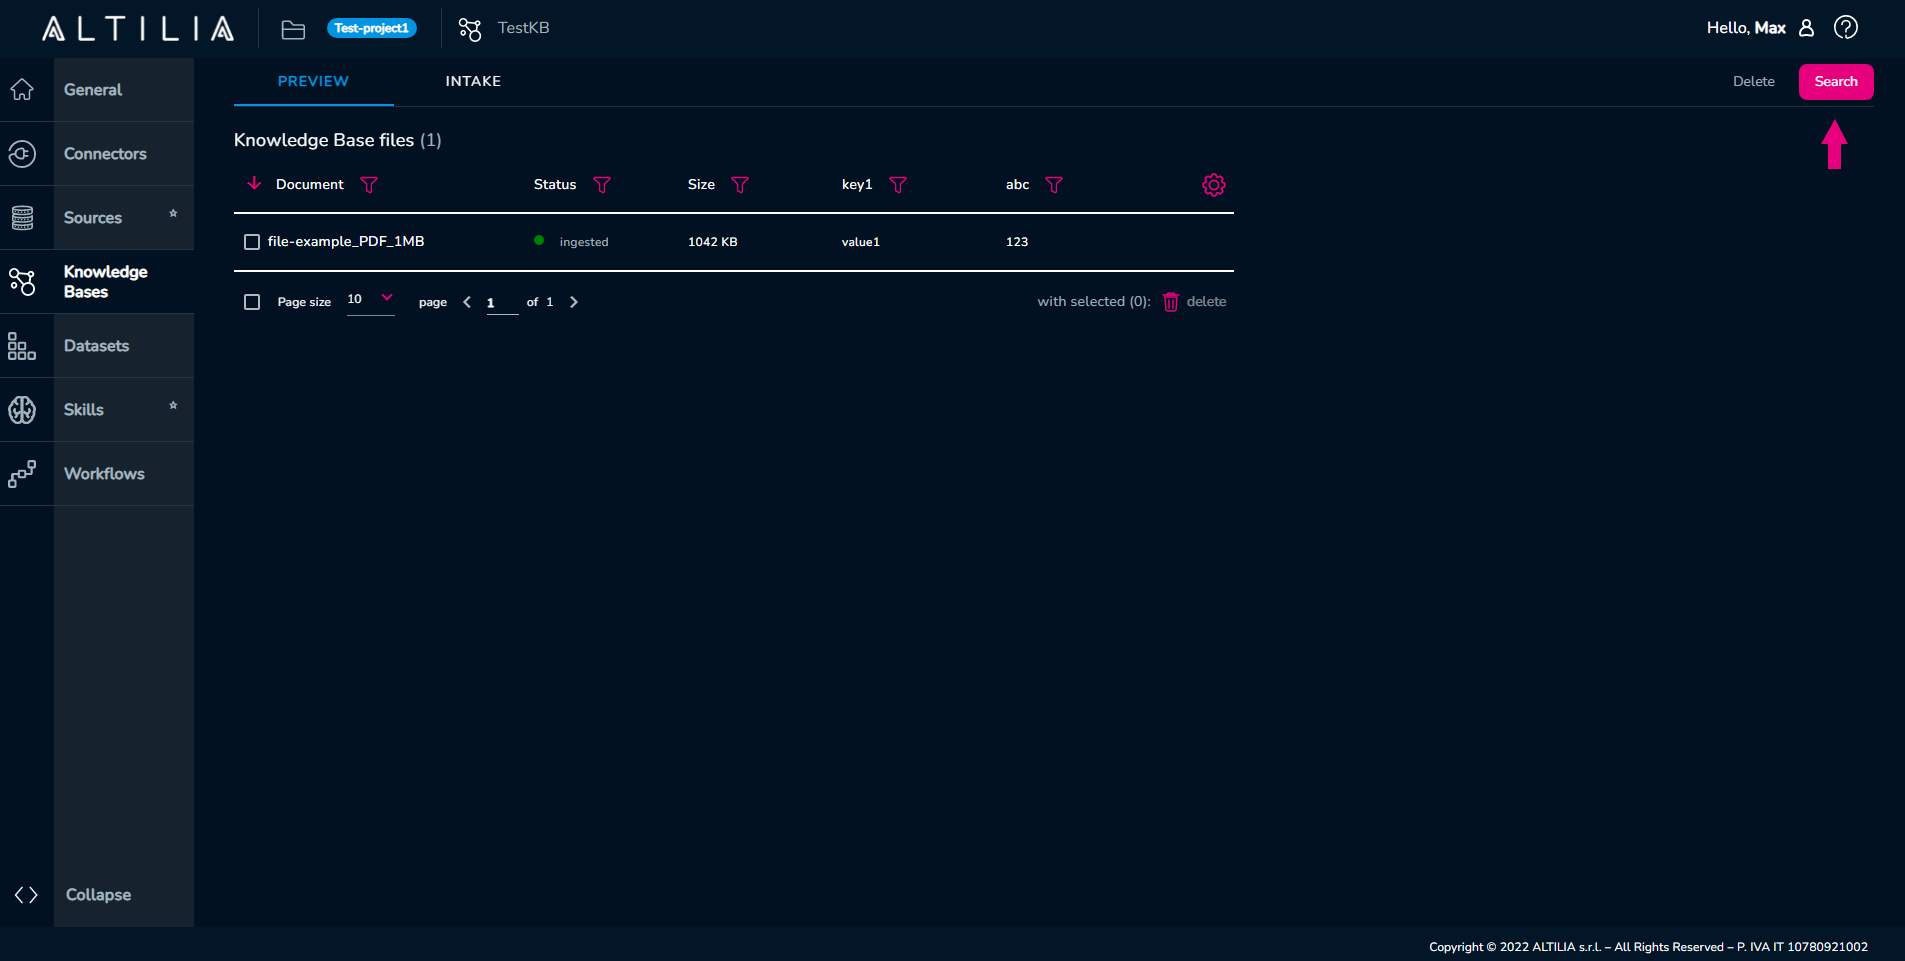 ALTILIA
Test-project1
TestKB
Hello, Max
General
Connectors
Sources
Knowledge
Bases
Datasets
Skills
Workflows
Collapse
PREVIEW
INTAKE
Delete
Search
Knowledge Base files (1)
Document
Status
Size
key1
abc
file-example_PDF_1MB
ingested
1042 KB
value1
123
Page size
10
page
1
of 1
with selected (0):
delete
Copyright © 2022 ALTILIA s.r.l. – All Rights Reserved – P. IVA IT 10780921002